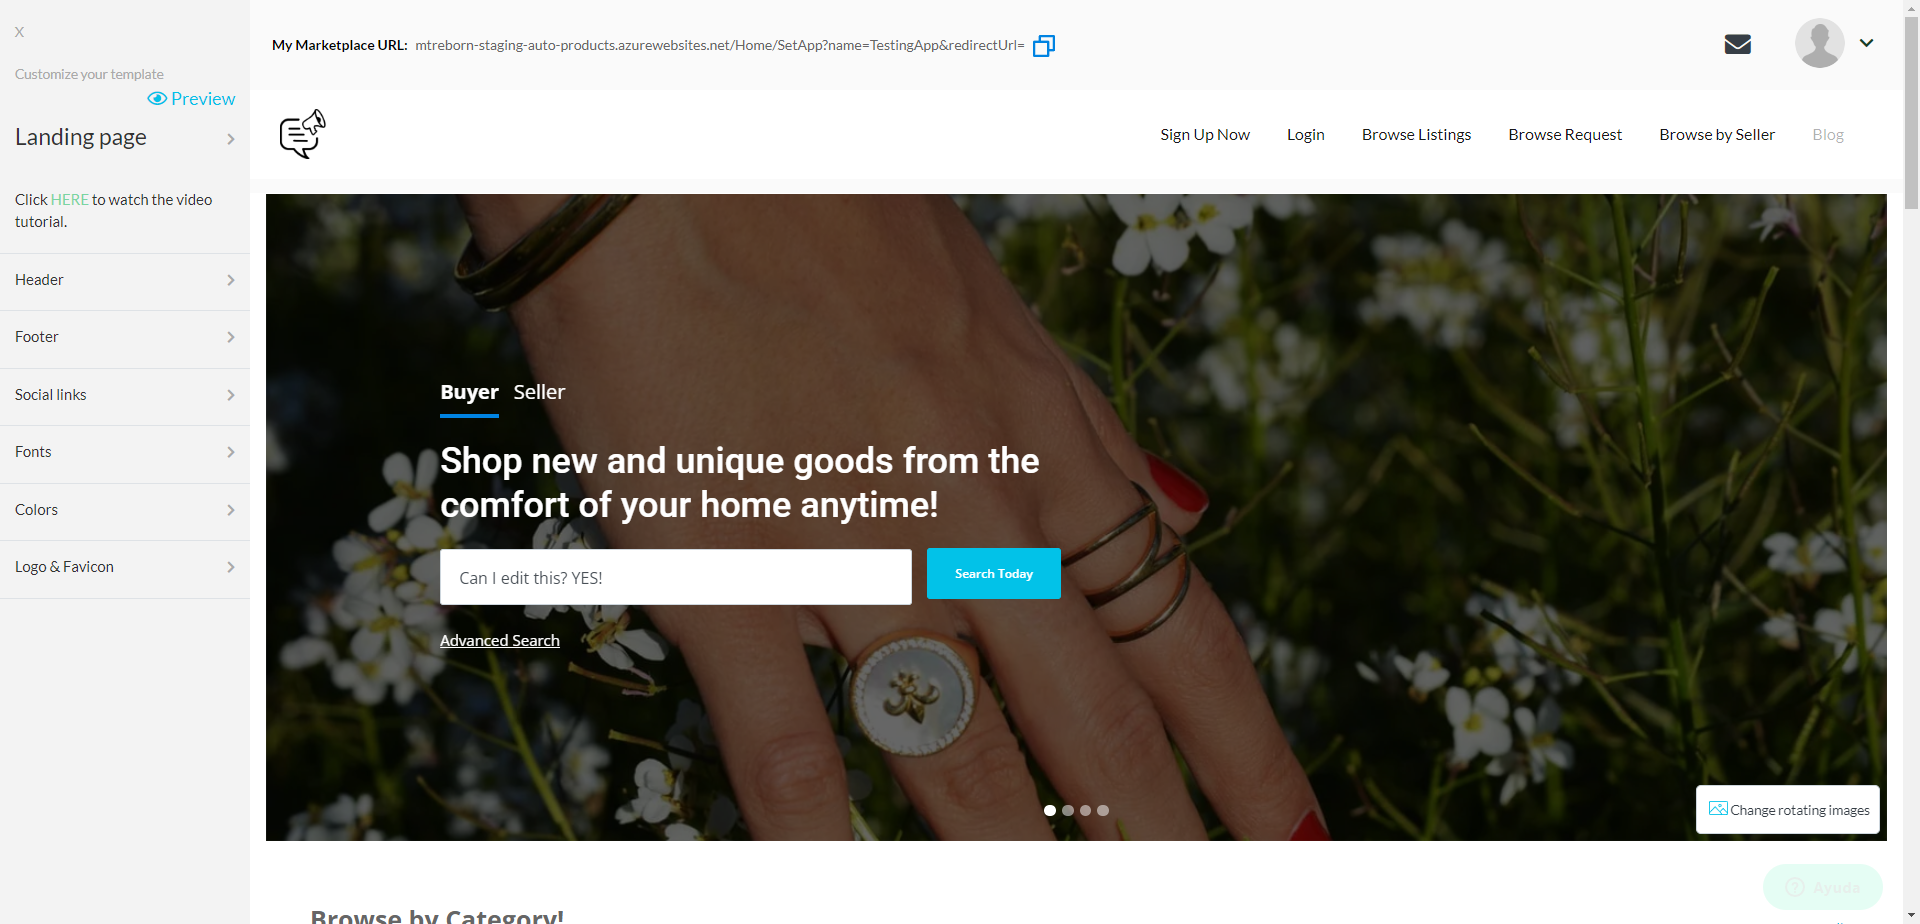 X
Customize your template
Preview
Landing page
Click HERE to watch the video
tutorial.
Header
Footer
Social links
Fonts
Colors
Logo & Favicon
My Marketplace URL: mtreborn-staging-auto-products.azurewebsites.net/Home/SetApp?name=TestingApp&redirectUrl=
Sign Up Now Login Browse Listings Browse Request Browse by Seller Blog
Buyer Seller
Shop new and unique goods from the
comfort of your home anytime!
Can I edit this? YES!
Search Today
Advanced Search
Change rotating images
Ayuda
Browse by Category!